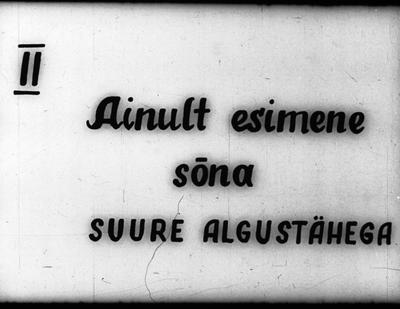 II
Ainult esimene
sõna
SUURE ALGUSTÄHEGA